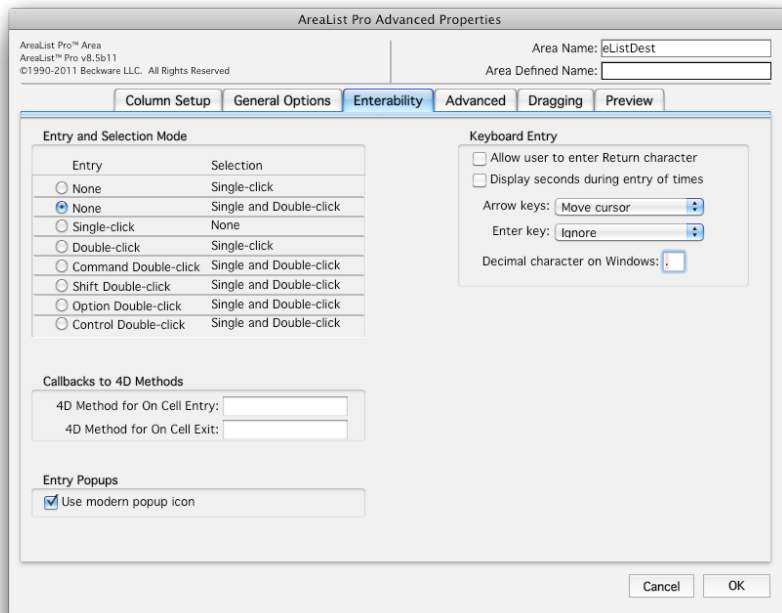 AreaList Pro Advanced Properties
AreaList Pro™ Area
AreaList™ Pro v8.5b11
©1990-2011 Beckware LLC. All Rights Reserved
Area Name: eListDest
Area Defined Name:
Column Setup General Options Enterability Advanced Dragging Preview
Entry and Selection Mode
Entry Selection
None Single-click
None Single and Double-click
Single-click None
Double-click Single-click
Command Double-click Single and Double-click
Shift Double-click Single and Double-click
Option Double-click Single and Double-click
Control Double-click Single and Double-click
Callbacks to 4D Methods
4D Method for On Cell Entry:
4D Method for On Cell Exit:
Entry Popups
Use modern popup icon
Keyboard Entry
Allow user to enter Return character
Display seconds during entry of times
Arrow keys: Move cursor
Enter key: Ignore
Decimal character on Windows: .
Cancel OK